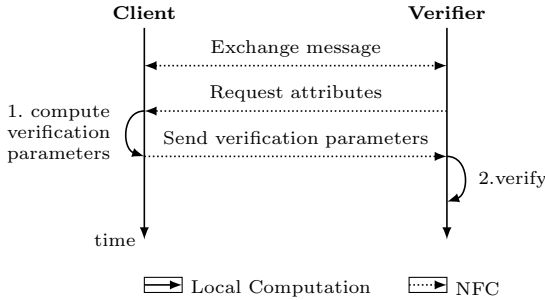 Client
Verifier
Exchange message
Request attributes
1. compute
verification
parameters
Send verification parameters
2.verify
time
Local Computation
NFC